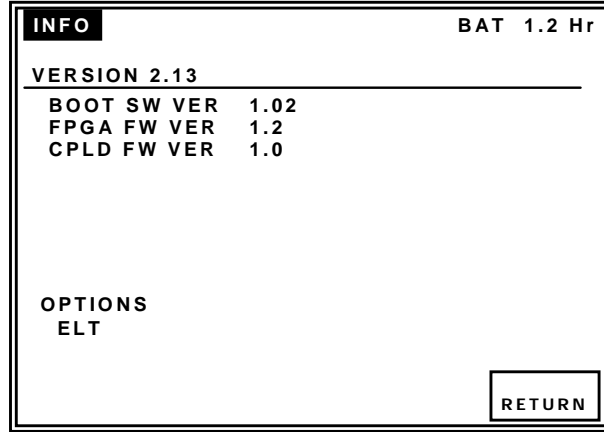 INFO BAT 1.2 Hr
VERSION 2.13
BOOT SW VER 1.02
FPGA FW VER 1.2
CPLD FW VER 1.0
OPTIONS
ELT
RETURN